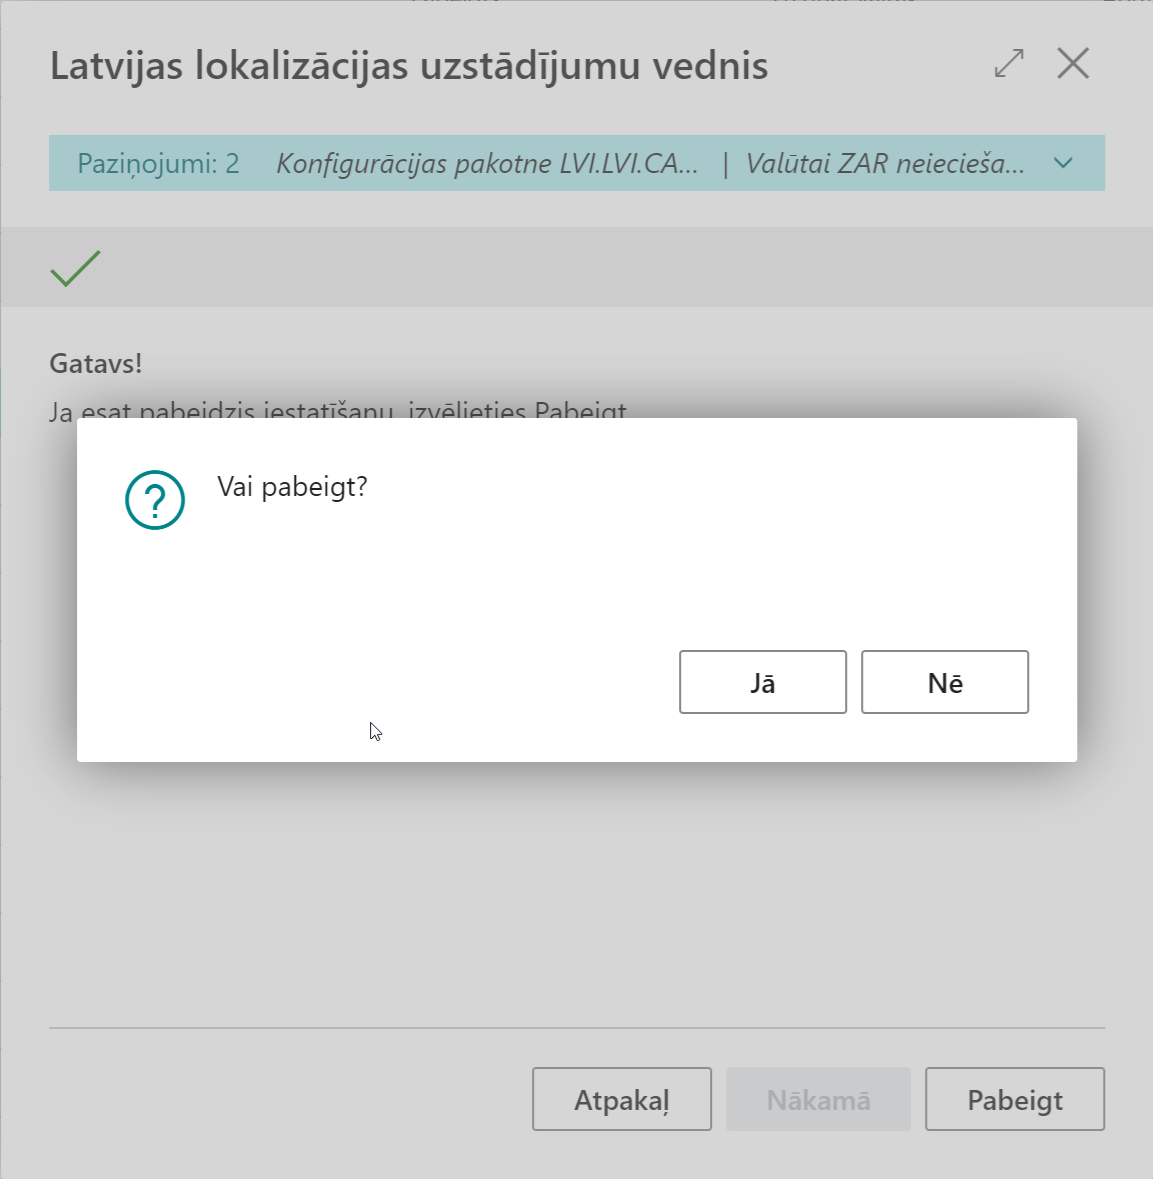 Latvijas lokalizācijas uzstādījumu vednis
Paziņojumi: 2 Konfigurācijas pakotne LVI.LVI.CA... | Valūtai ZAR neiecieša...
Gatavs!
Ja esat pabeidzis iestatīšanu, izvēlieties Pabeigt
Vai pabeigt?
Jā Nē
Atpakaļ Nākamā Pabeigt